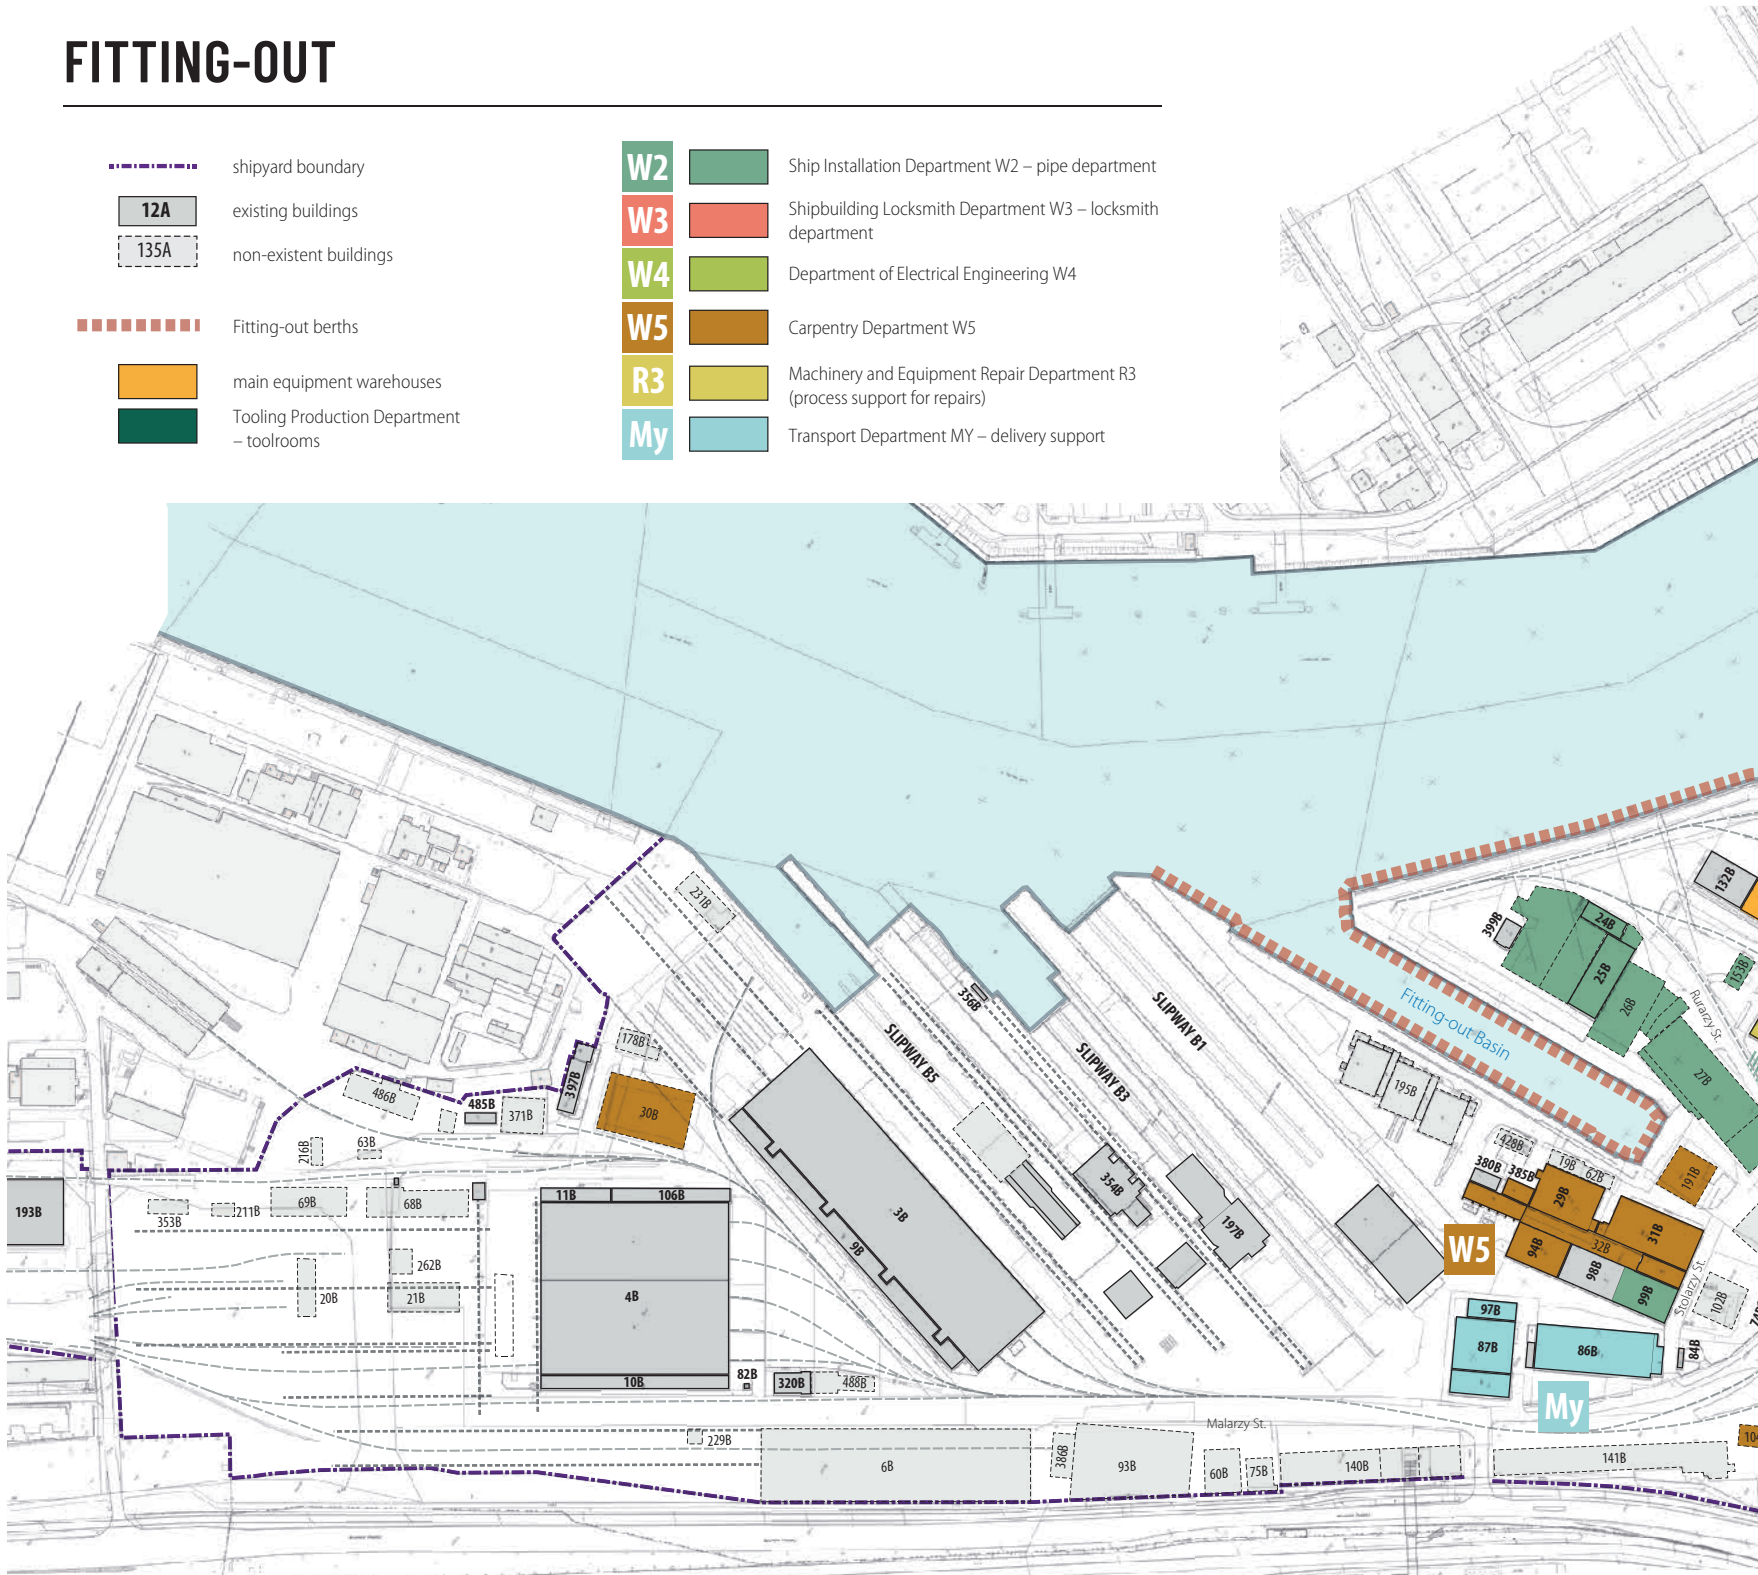 FITTING-OUT
shipyard boundary
12A
existing buildings
135A
non-existent buildings
Fitting-out berths
main equipment warehouses
Tooling Production Department
– toolrooms
W2
Ship Installation Department W2 – pipe department
W3
Shipbuilding Locksmith Department W3 – locksmith
department
W4
Department of Electrical Engineering W4
W5
Carpentry Department W5
R3
Machinery and Equipment Repair Department R3
(process support for repairs)
My
Transport Department MY – delivery support
132B
231B
399B
24B
25B
26B
153B
Rurarzy St.
27B
356B
SLIPWAY B5
SLIPWAY B3
SLIPWAY B1
Fitting-out Basin
178B
397B
30B
486B
485B
371B
195B
216B
63B
428B
19B
62B
380B
385B
191B
29B
31B
32B
94B
98B
99B
W5
Stolarzy St.
102B
193B
353B
211B
69B
68B
11B
106B
3B
9B
354B
197B
262B
20B
21B
4B
10B
82B
320B
488B
97B
87B
86B
84B
My
Malarzy St.
229B
6B
386B
93B
60B
75B
140B
141B